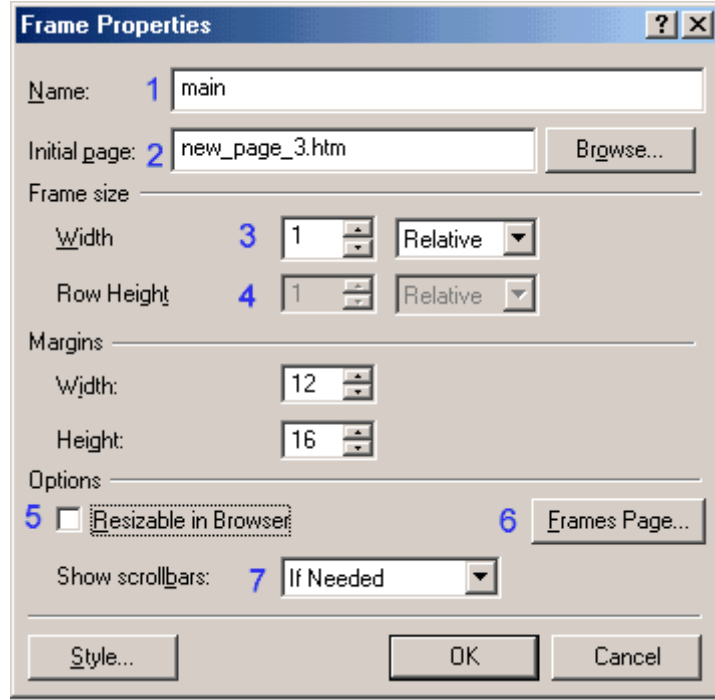 Frame Properties
Name: 1 main
Initial page: 2 new_page_3.htm Browse...
Frame size
Width 3 1 Relative
Row Height 4 1 Relative
Margins
Width: 12
Height: 16
Options
5 Resizable in Browser 6 Frames Page...
Show scrollbars: 7 If Needed
Style... OK Cancel